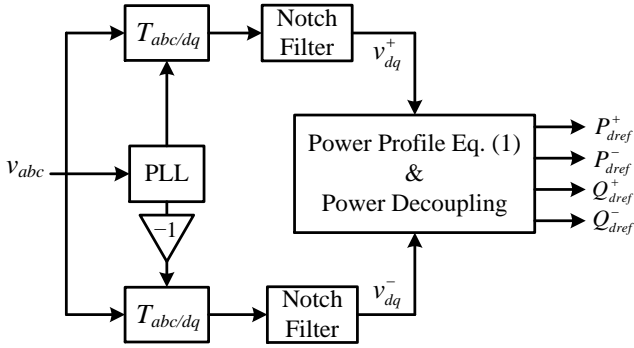 T_{abc/dq}
Notch
Filter
v_{dq}^{+}
v_{abc}
PLL
−1
Power Profile Eq. (1)
&
Power Decoupling
P_{dref}^{+}
P_{dref}^{-}
Q_{dref}^{+}
Q_{dref}^{-}
T_{abc/dq}
Notch
Filter
v_{dq}^{-}